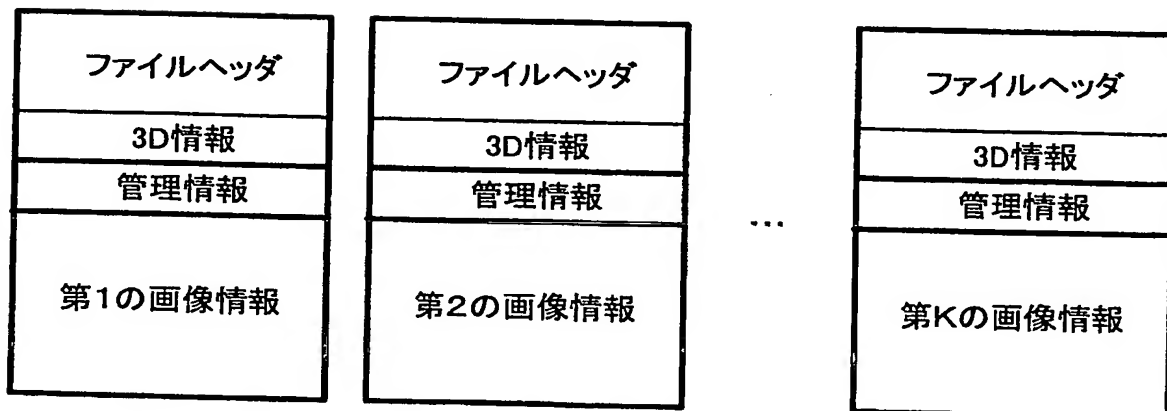 ファイルヘッダ
3D情報
管理情報
第1の画像情報
ファイルヘッダ
3D情報
管理情報
第2の画像情報
...
ファイルヘッダ
3D情報
管理情報
第Kの画像情報